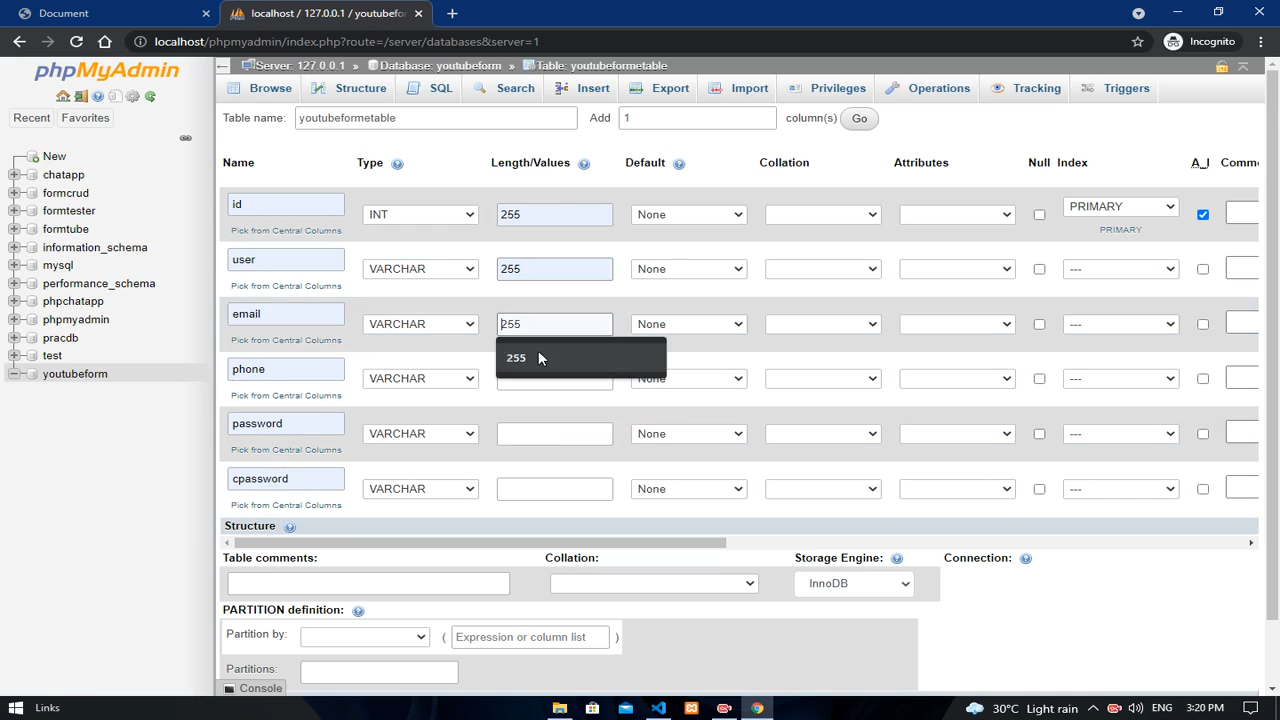 Document
localhost / 127.0.0.1 / youtubefor
Incognito
localhost/phpmyadmin/index.php?route=/server/databases&server=1
phpMyAdmin
Recent Favorites
New
chatapp
formcrud
formtester
formtube
information_schema
mysql
performance_schema
phpchatapp
phpmyadmin
pracdb
test
youtubeform
Server: 127.0.0.1 » Database: youtubeform » Table: youtubeformetable
Browse Structure SQL Search Insert Export Import Privileges Operations Tracking Triggers
Table name: youtubeformetable Add 1 column(s) Go
Name Type Length/Values Default Collation Attributes Null Index A_I Comme
id INT 255 None PRIMARY
Pick from Central Columns PRIMARY
user VARCHAR 255 None ---
Pick from Central Columns
email VARCHAR 255 None ---
Pick from Central Columns
255
phone VARCHAR None ---
Pick from Central Columns
password VARCHAR None ---
Pick from Central Columns
cpassword VARCHAR None ---
Pick from Central Columns
Structure
Table comments: Collation: Storage Engine: Connection:
InnoDB
PARTITION definition:
Partition by: ( Expression or column list )
Partitions:
Console
Links
30°C Light rain ENG 3:20 PM